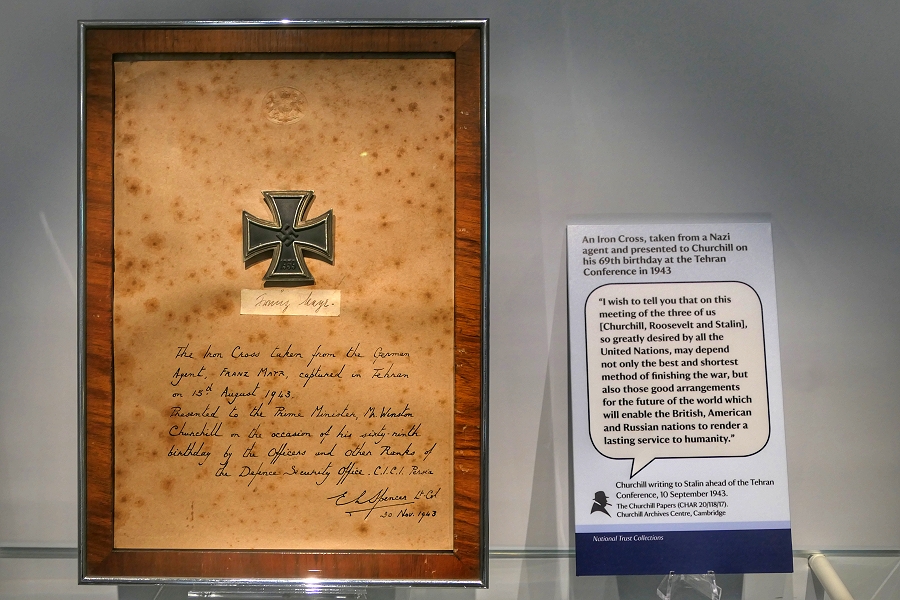 Franz Mayr.
The Iron Cross taken from the German
Agent, FRANZ MAYR, captured in Tehran
on 15th August 1943.
Presented to the Prime Minister, Mr. Winston
Churchill on the occasion of his sixty-ninth
birthday by the Officers and Other Ranks of
the Defence Security Office. C.I.C.I. Persia
E L Spencer Lt-Col
30 Nov. 1943
An Iron Cross, taken from a Nazi
agent and presented to Churchill on
his 69th birthday at the Tehran
Conference in 1943
"I wish to tell you that on this
meeting of the three of us
[Churchill, Roosevelt and Stalin],
so greatly desired by all the
United Nations, may depend
not only the best and shortest
method of finishing the war, but
also those good arrangements
for the future of the world which
will enable the British, American
and Russian nations to render a
lasting service to humanity."
Churchill writing to Stalin ahead of the Tehran
Conference, 10 September 1943.
The Churchill Papers (CHAR 20/118/17).
Churchill Archives Centre, Cambridge
National Trust Collections